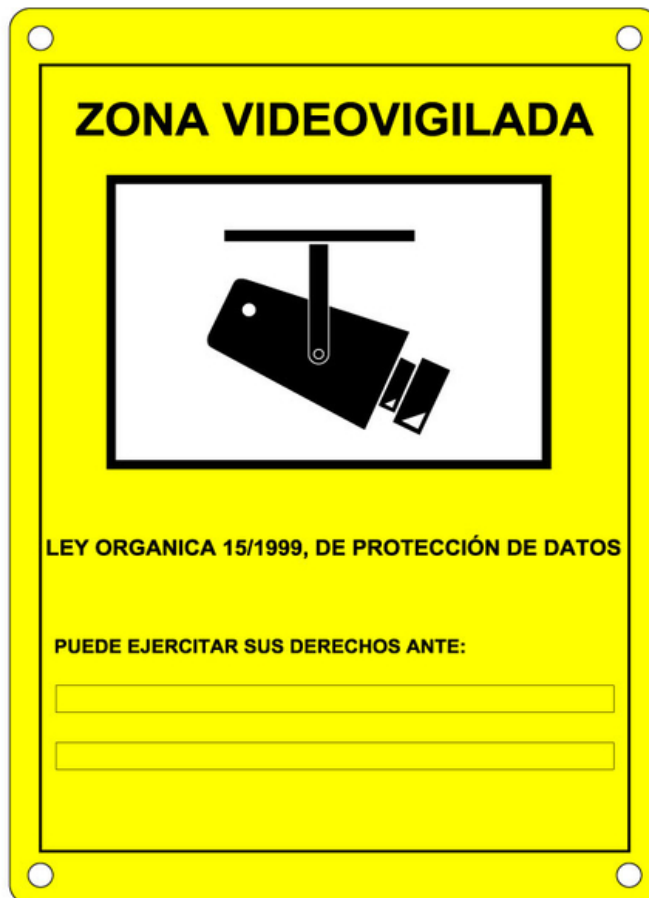 ZONA VIDEOVIGILADA
LEY ORGANICA 15/1999, DE PROTECCIÓN DE DATOS
PUEDE EJERCITAR SUS DERECHOS ANTE: